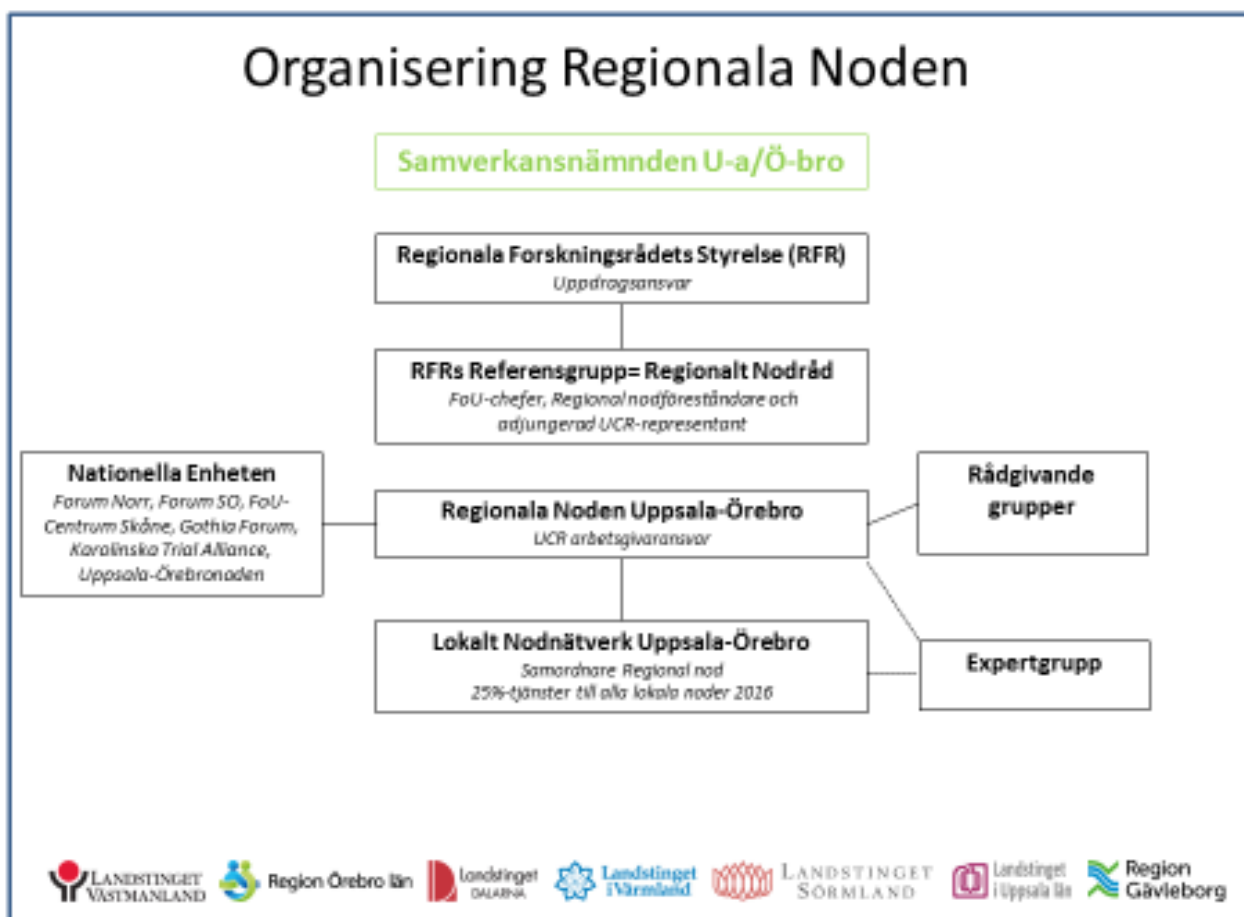 Organisering Regionala Noden
Samverkansnämnden U-a/Ö-bro
Regionala Forskningsrådets Styrelse (RFR)
Uppdragsansvar
RFRs Referensgrupp= Regionalt Nodråd
FoU-chefer, Regional nodföreståndare och
adjungerad UCR-representant
Nationella Enheten
Forum Norr, Forum SO, FoU-
Centrum Skåne, Gothia Forum,
Karolinska Trial Alliance,
Uppsala-Örebronoden
Regionala Noden Uppsala-Örebro
UCR arbetsgivaransvar
Rådgivande
grupper
Lokalt Nodnätverk Uppsala-Örebro
Samordnare Regional nod
25%-tjänster till alla lokala noder 2016
Expertgrupp
LANDSTINGET
VÄSTMANLAND
Region Örebro län
Landstinget
DALARNA
Landstinget
i Värmland
LANDSTINGET
SÖRMLAND
Landstinget
i Uppsala län
Region
Gävleborg